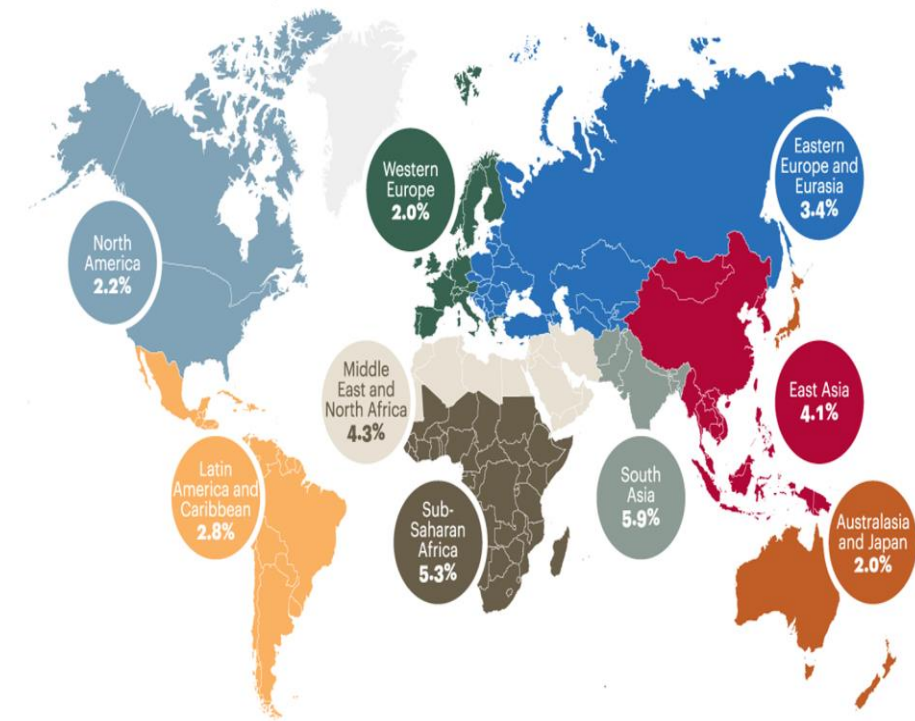 North
America
2.2%
Western
Europe
2.0%
Eastern
Europe and
Eurasia
3.4%
Middle
East and
North Africa
4.3%
East Asia
4.1%
Latin
America and
Caribbean
2.8%
Sub-
Saharan
Africa
5.3%
South
Asia
5.9%
Australasia
and Japan
2.0%